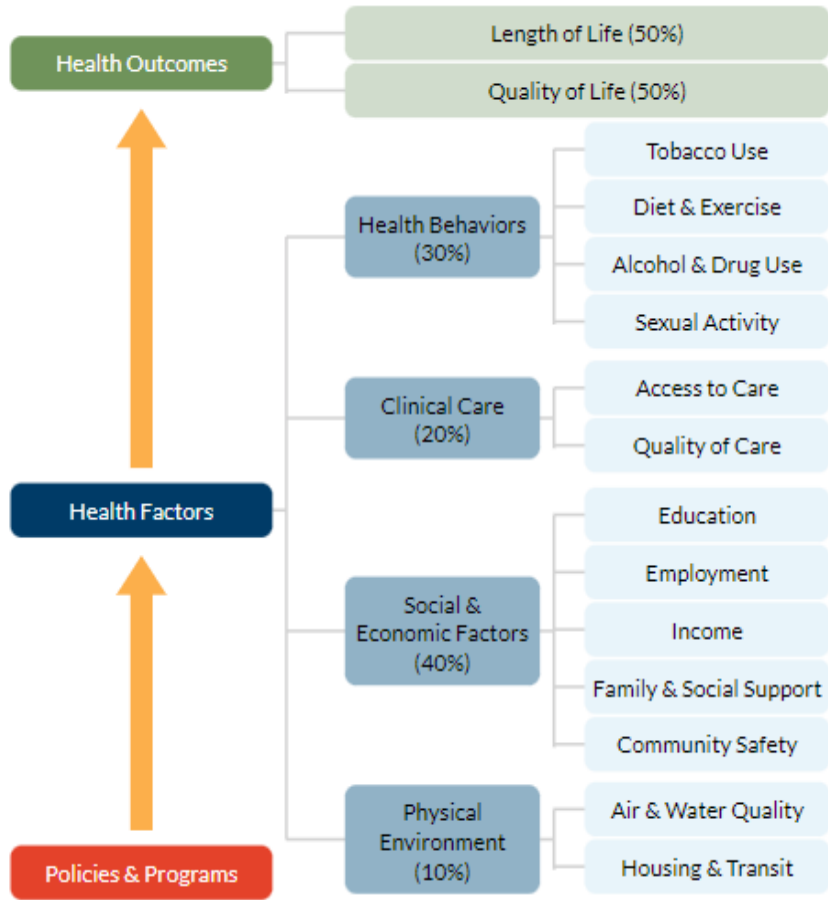 Health Outcomes
Length of Life (50%)
Quality of Life (50%)
Health Factors
Health Behaviors
(30%)
Tobacco Use
Diet & Exercise
Alcohol & Drug Use
Sexual Activity
Clinical Care
(20%)
Access to Care
Quality of Care
Social &
Economic Factors
(40%)
Education
Employment
Income
Family & Social Support
Community Safety
Physical
Environment
(10%)
Air & Water Quality
Housing & Transit
Policies & Programs